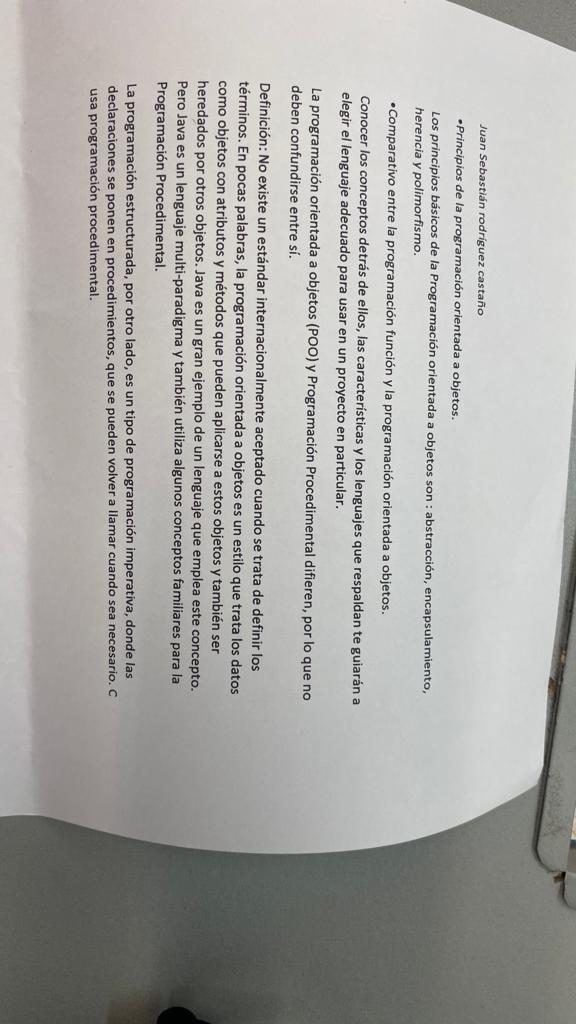 Juan Sebastián rodríguez castaño
•Principios de la programación orientada a objetos.
Los principios básicos de la Programación orientada a objetos son : abstracción, encapsulamiento,
herencia y polimorfismo.
•Comparativo entre la programación función y la programación orientada a objetos.
Conocer los conceptos detrás de ellos, las características y los lenguajes que respaldan te guiarán a
elegir el lenguaje adecuado para usar en un proyecto en particular.
La programación orientada a objetos (POO) y Programación Procedimental difieren, por lo que no
deben confundirse entre sí.
Definición: No existe un estándar internacionalmente aceptado cuando se trata de definir los
términos. En pocas palabras, la programación orientada a objetos es un estilo que trata los datos
como objetos con atributos y métodos que pueden aplicarse a estos objetos y también ser
heredados por otros objetos. Java es un gran ejemplo de un lenguaje que emplea este concepto.
Pero Java es un lenguaje multi-paradigma y también utiliza algunos conceptos familiares para la
Programación Procedimental.
La programación estructurada, por otro lado, es un tipo de programación imperativa, donde las
declaraciones se ponen en procedimientos, que se pueden volver a llamar cuando sea necesario. C
usa programación procedimental.